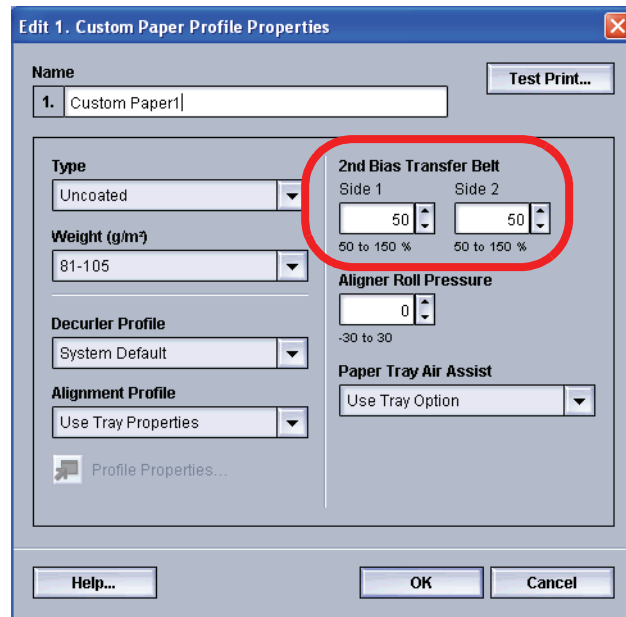 Edit 1. Custom Paper Profile Properties
Name
Test Print...
1. Custom Paper1
Type
Uncoated
Weight (g/m²)
81-105
Decurler Profile
System Default
Alignment Profile
Use Tray Properties
Profile Properties...
2nd Bias Transfer Belt
Side 1 Side 2
50 50
50 to 150 % 50 to 150 %
Aligner Roll Pressure
0
-30 to 30
Paper Tray Air Assist
Use Tray Option
Help... OK Cancel